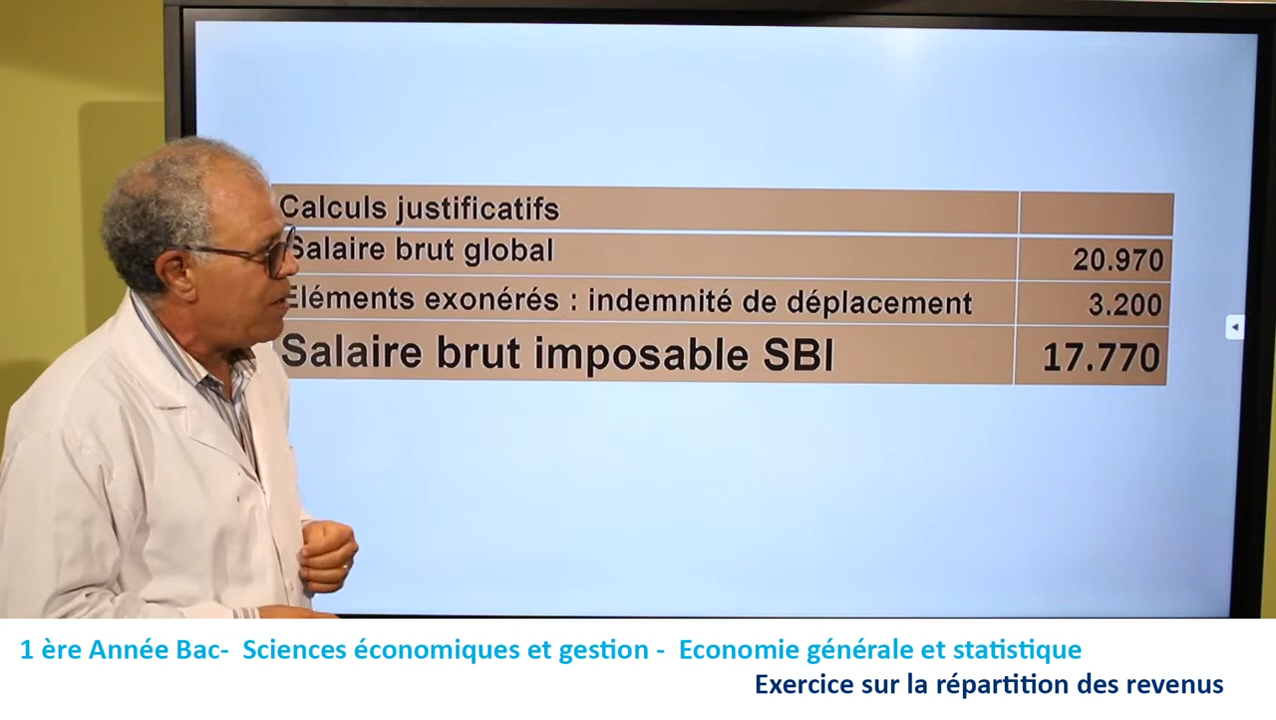 Calculs justificatifs
Salaire brut global 20.970
Eléments exonérés : indemnité de déplacement 3.200
Salaire brut imposable SBI 17.770
1 ère Année Bac- Sciences économiques et gestion - Economie générale et statistique
Exercice sur la répartition des revenus